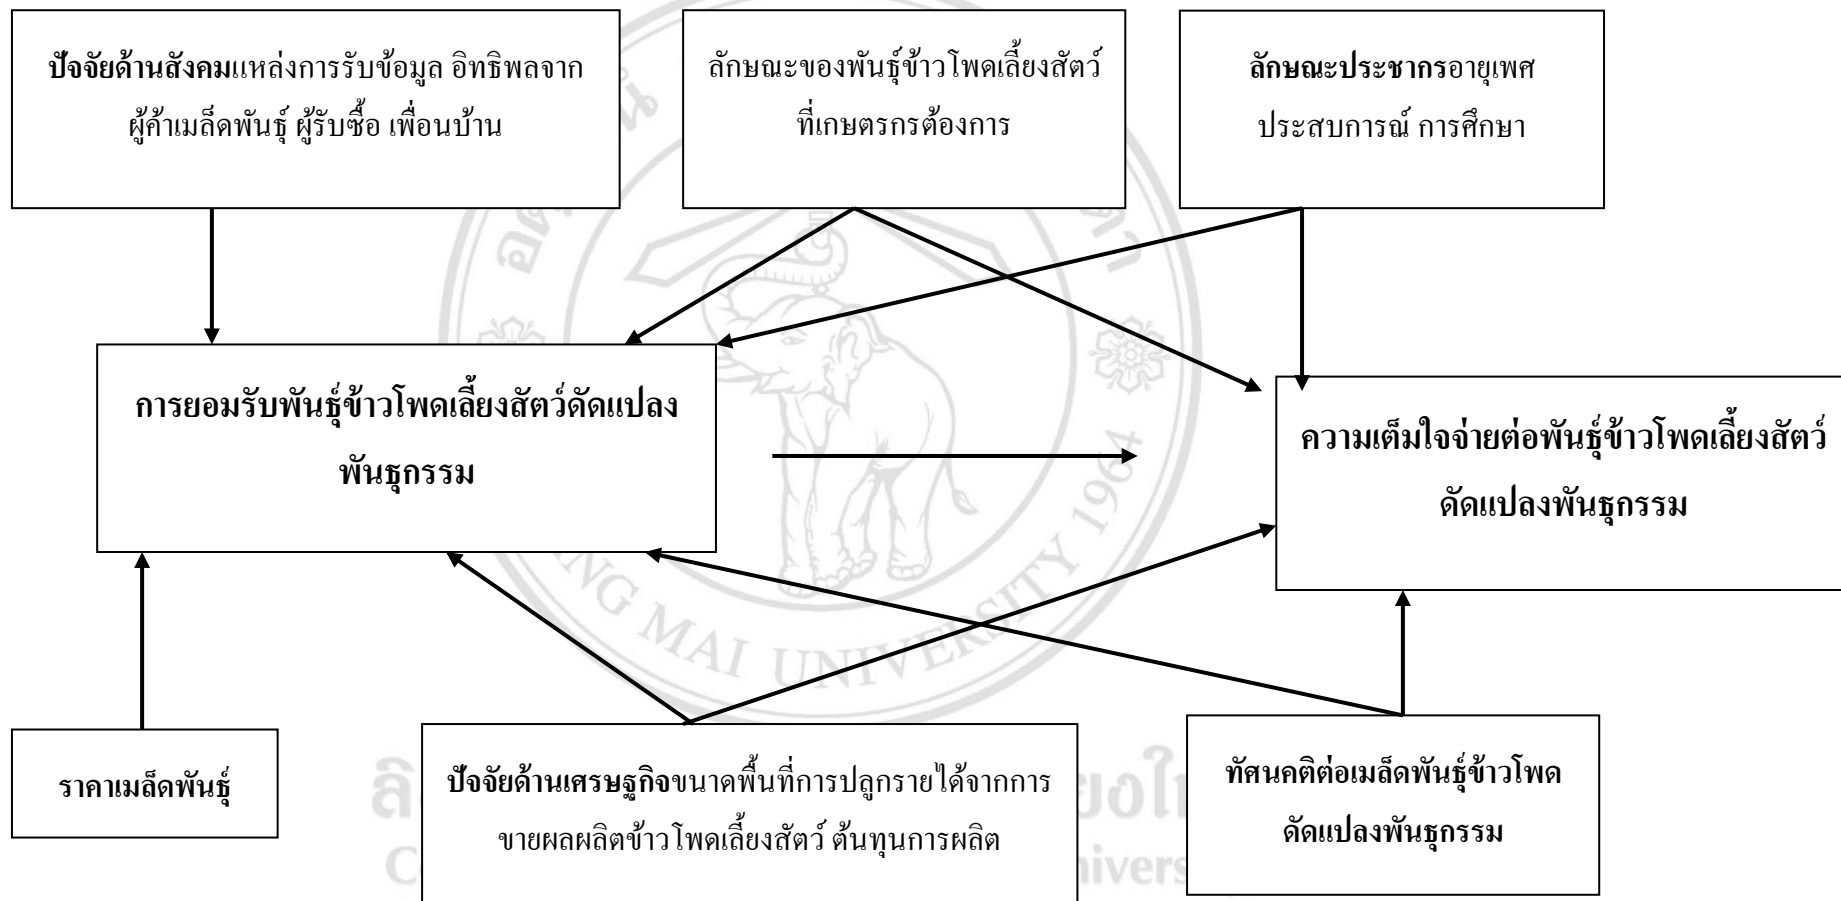 ปัจจัยด้านสังคมแหล่งการรับข้อมูล อิทธิพลจาก
ผู้ค้าเมล็ดพันธุ์ ผู้รับซื้อ เพื่อนบ้าน
ลักษณะของพันธุ์ข้าวโพดเลี้ยงสัตว์
ที่เกษตรกรต้องการ
ลักษณะประชากรอายุเพศ
ประสบการณ์ การศึกษา
การยอมรับพันธุ์ข้าวโพดเลี้ยงสัตว์ดัดแปลง
พันธุกรรม
ความเต็มใจจ่ายต่อพันธุ์ข้าวโพดเลี้ยงสัตว์
ดัดแปลงพันธุกรรม
ราคาเมล็ดพันธุ์
ปัจจัยด้านเศรษฐกิจขนาดพื้นที่การปลูกรายได้จากการ
ขายผลผลิตข้าวโพดเลี้ยงสัตว์ ต้นทุนการผลิต
ทัศนคติต่อเมล็ดพันธุ์ข้าวโพด
ดัดแปลงพันธุกรรม
MAI UNIVERSITY 1964